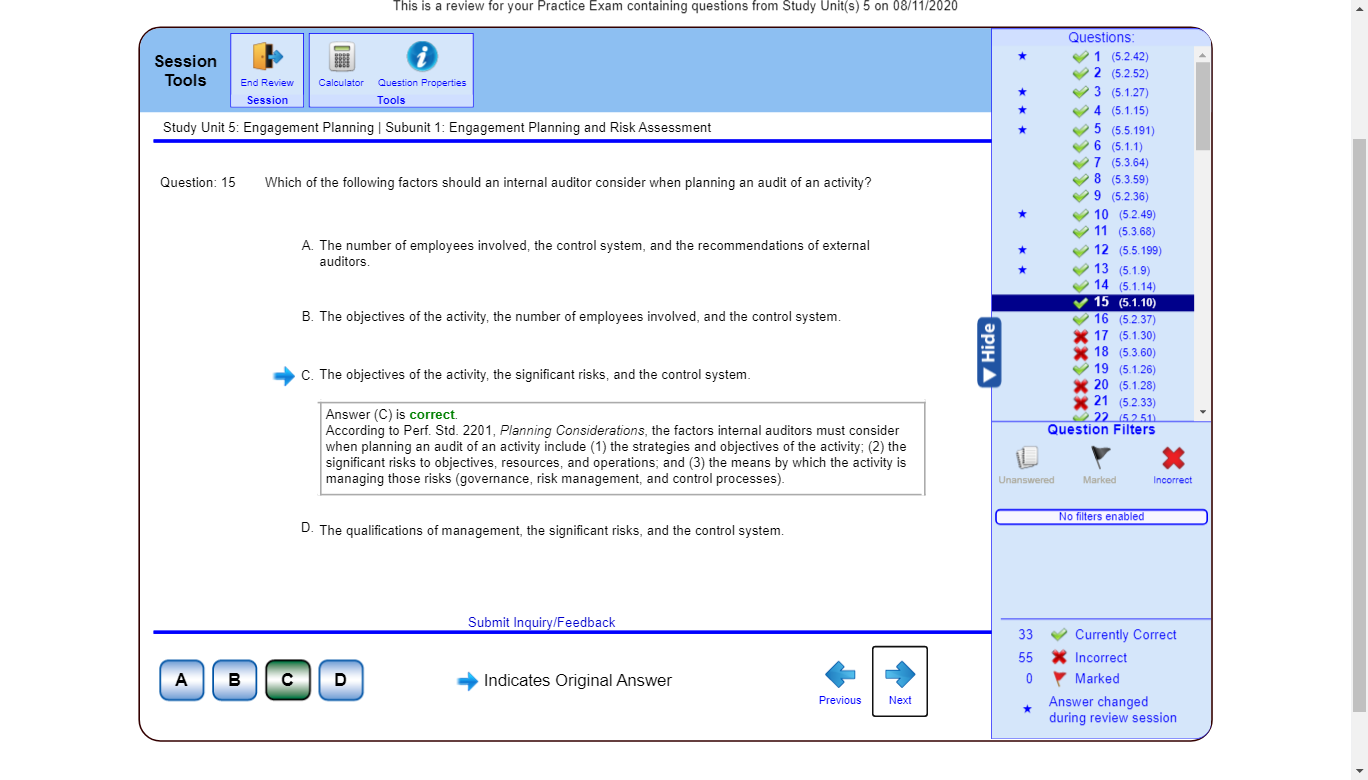 This is a review for your Practice Exam containing questions from Study Unit(s) 5 on 08/11/2020
Session
Tools
End Review
Session
Calculator
Question Properties
Tools
Study Unit 5: Engagement Planning | Subunit 1: Engagement Planning and Risk Assessment
Question: 15 Which of the following factors should an internal auditor consider when planning an audit of an activity?
A. The number of employees involved, the control system, and the recommendations of external
auditors.
B. The objectives of the activity, the number of employees involved, and the control system.
C. The objectives of the activity, the significant risks, and the control system.
Answer (C) is correct.
According to Perf. Std. 2201, Planning Considerations, the factors internal auditors must consider
when planning an audit of an activity include (1) the strategies and objectives of the activity; (2) the
significant risks to objectives, resources, and operations; and (3) the means by which the activity is
managing those risks (governance, risk management, and control processes).
D. The qualifications of management, the significant risks, and the control system.
Submit Inquiry/Feedback
A B C D
Indicates Original Answer
Previous
Next
Hide
Questions:
1 (5.2.42)
2 (5.2.52)
3 (5.1.27)
4 (5.1.15)
5 (5.5.191)
6 (5.1.1)
7 (5.3.64)
8 (5.3.59)
9 (5.2.36)
10 (5.2.49)
11 (5.3.68)
12 (5.5.199)
13 (5.1.9)
14 (5.1.14)
15 (5.1.10)
16 (5.2.37)
17 (5.1.30)
18 (5.3.60)
19 (5.1.26)
20 (5.1.28)
21 (5.2.33)
22 (5.2.51)
Question Filters
Unanswered
Marked
Incorrect
No filters enabled
33 Currently Correct
55 Incorrect
0 Marked
Answer changed
during review session